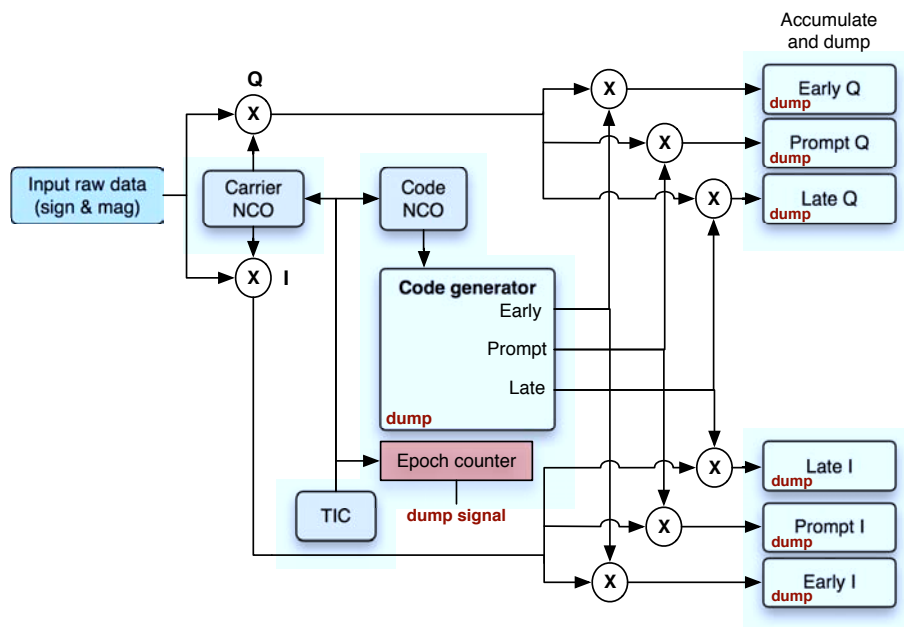 Accumulate
and dump
Q
X
X
Early Q
dump
X
Prompt Q
dump
Input raw data
(sign & mag)
Carrier
NCO
Code
NCO
X
Late Q
dump
X
I
Code generator
Early
Prompt
Late
dump
Epoch counter
dump signal
TIC
X
Late I
dump
X
Prompt I
dump
X
Early I
dump